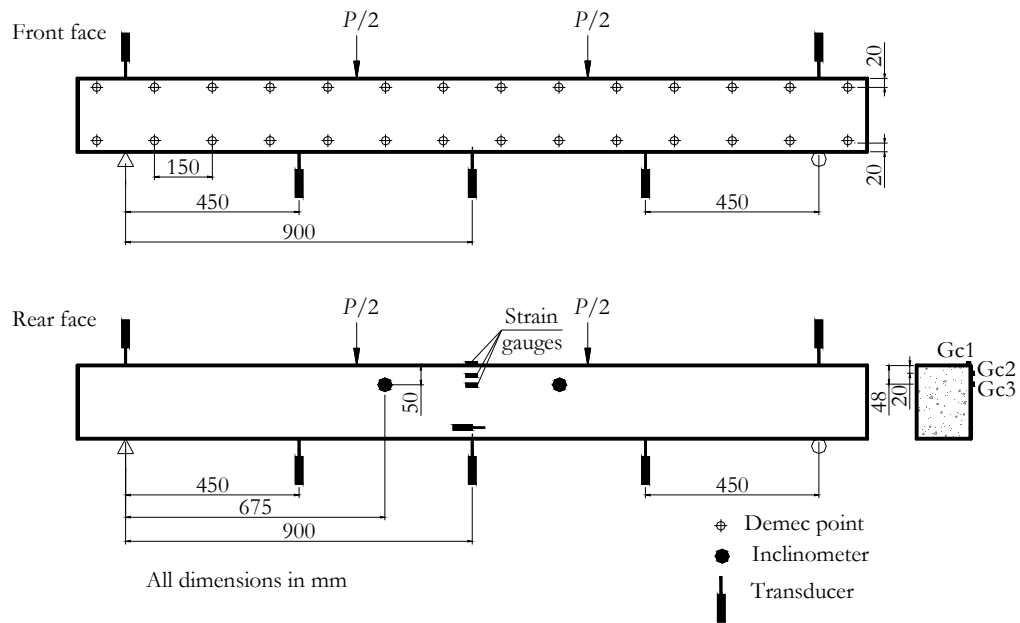 P/2
P/2
Front face
20
150
20
450
450
900
Rear face
P/2
Strain
gauges
P/2
Gc1
Gc2
Gc3
50
48
20
450
450
675
900
Demec point
Inclinometer
All dimensions in mm
Transducer